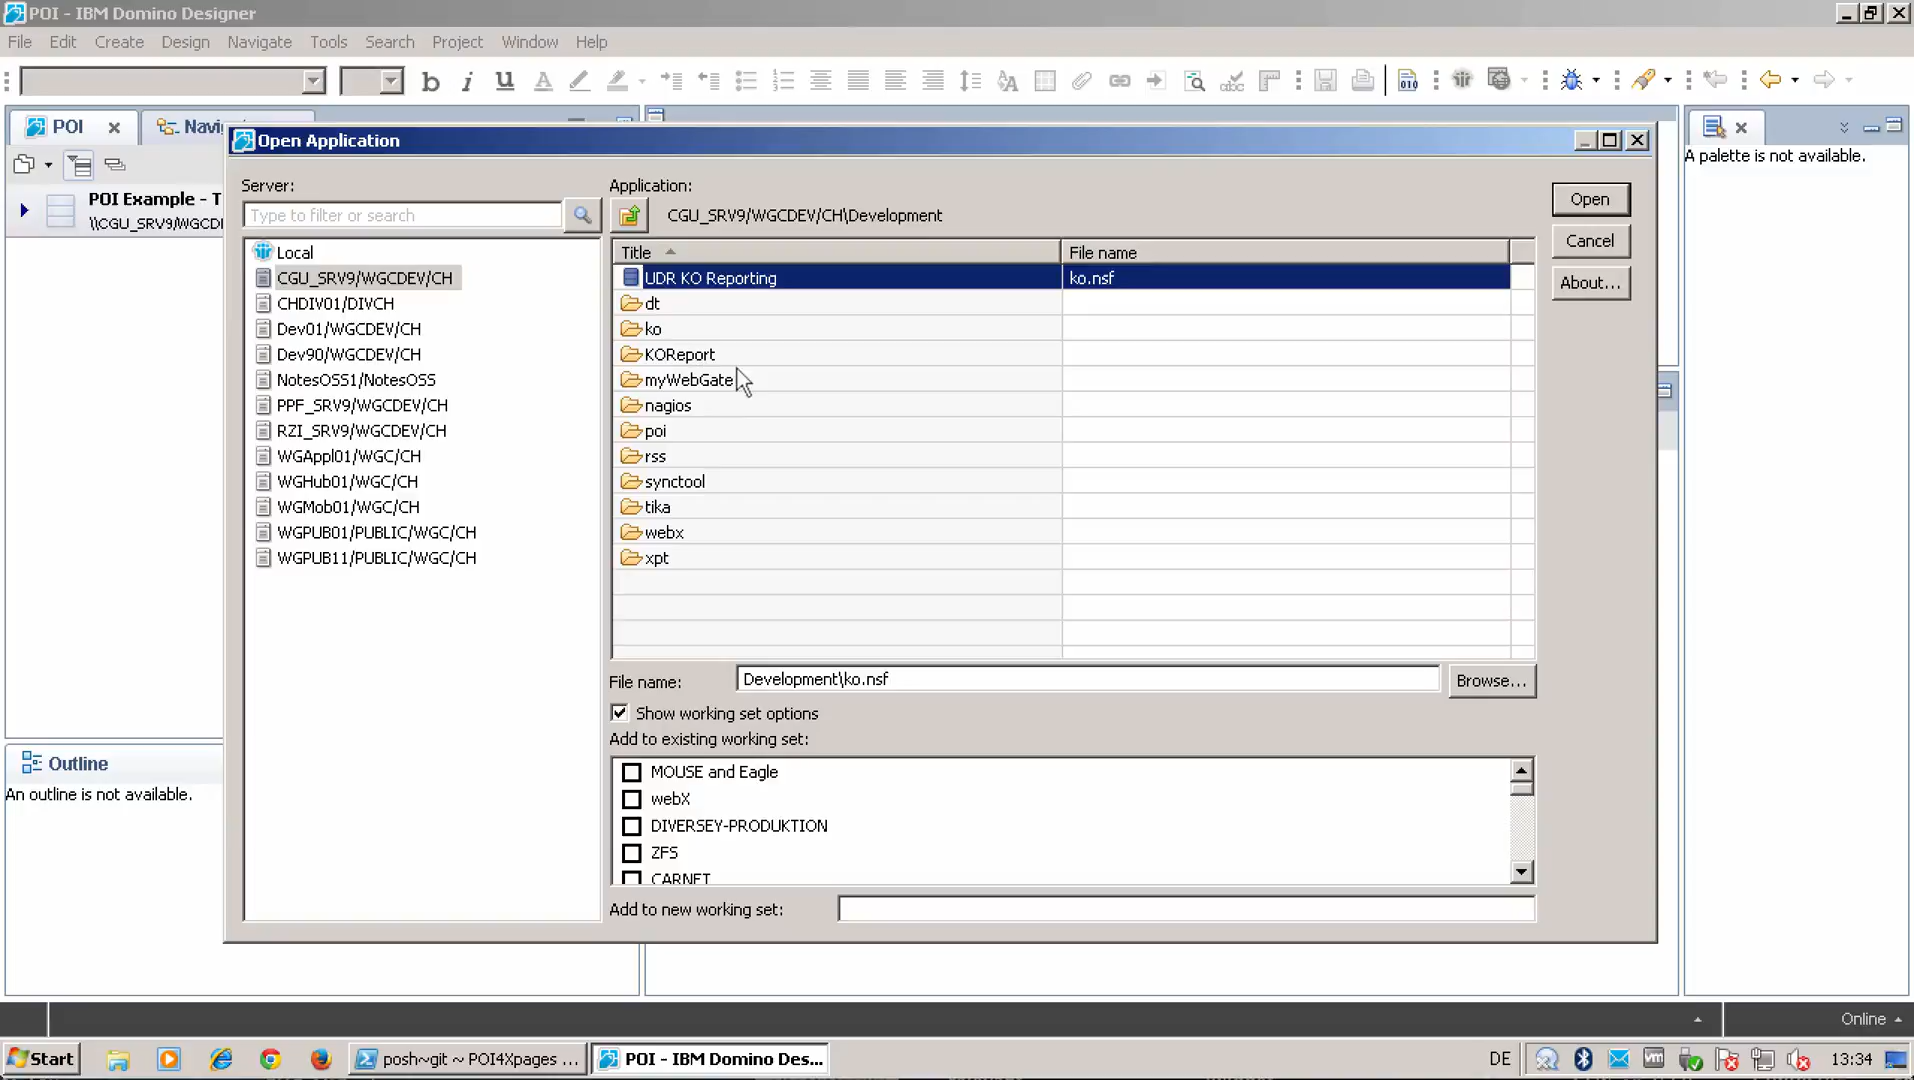 POI - IBM Domino Designer
File Edit Create Design Navigate Tools Search Project Window Help
POI
POI Example - T
\\CGU_SRV9/WGCDE
A palette is not available.
Open Application
Server:
Type to filter or search
Local
CGU_SRV9/WGCDEV/CH
CHDIV01/DIVCH
Dev01/WGCDEV/CH
Dev90/WGCDEV/CH
NotesOSS1/NotesOSS
PPF_SRV9/WGCDEV/CH
RZI_SRV9/WGCDEV/CH
WGAppl01/WGC/CH
WGHub01/WGC/CH
WGMob01/WGC/CH
WGPUB01/PUBLIC/WGC/CH
WGPUB11/PUBLIC/WGC/CH
Application:
CGU_SRV9/WGCDEV/CH\Development
Title File name
UDR KO Reporting ko.nsf
dt
ko
KOReport
myWebGate
nagios
poi
rss
synctool
tika
webx
xpt
Open
Cancel
About...
File name: Development\ko.nsf Browse...
Show working set options
Add to existing working set:
MOUSE and Eagle
webX
DIVERSEY-PRODUKTION
ZFS
CARNET
Add to new working set:
Outline
An outline is not available.
Online
Start posh~git ~ POI4Xpages ... POI - IBM Domino Des... DE 13:34